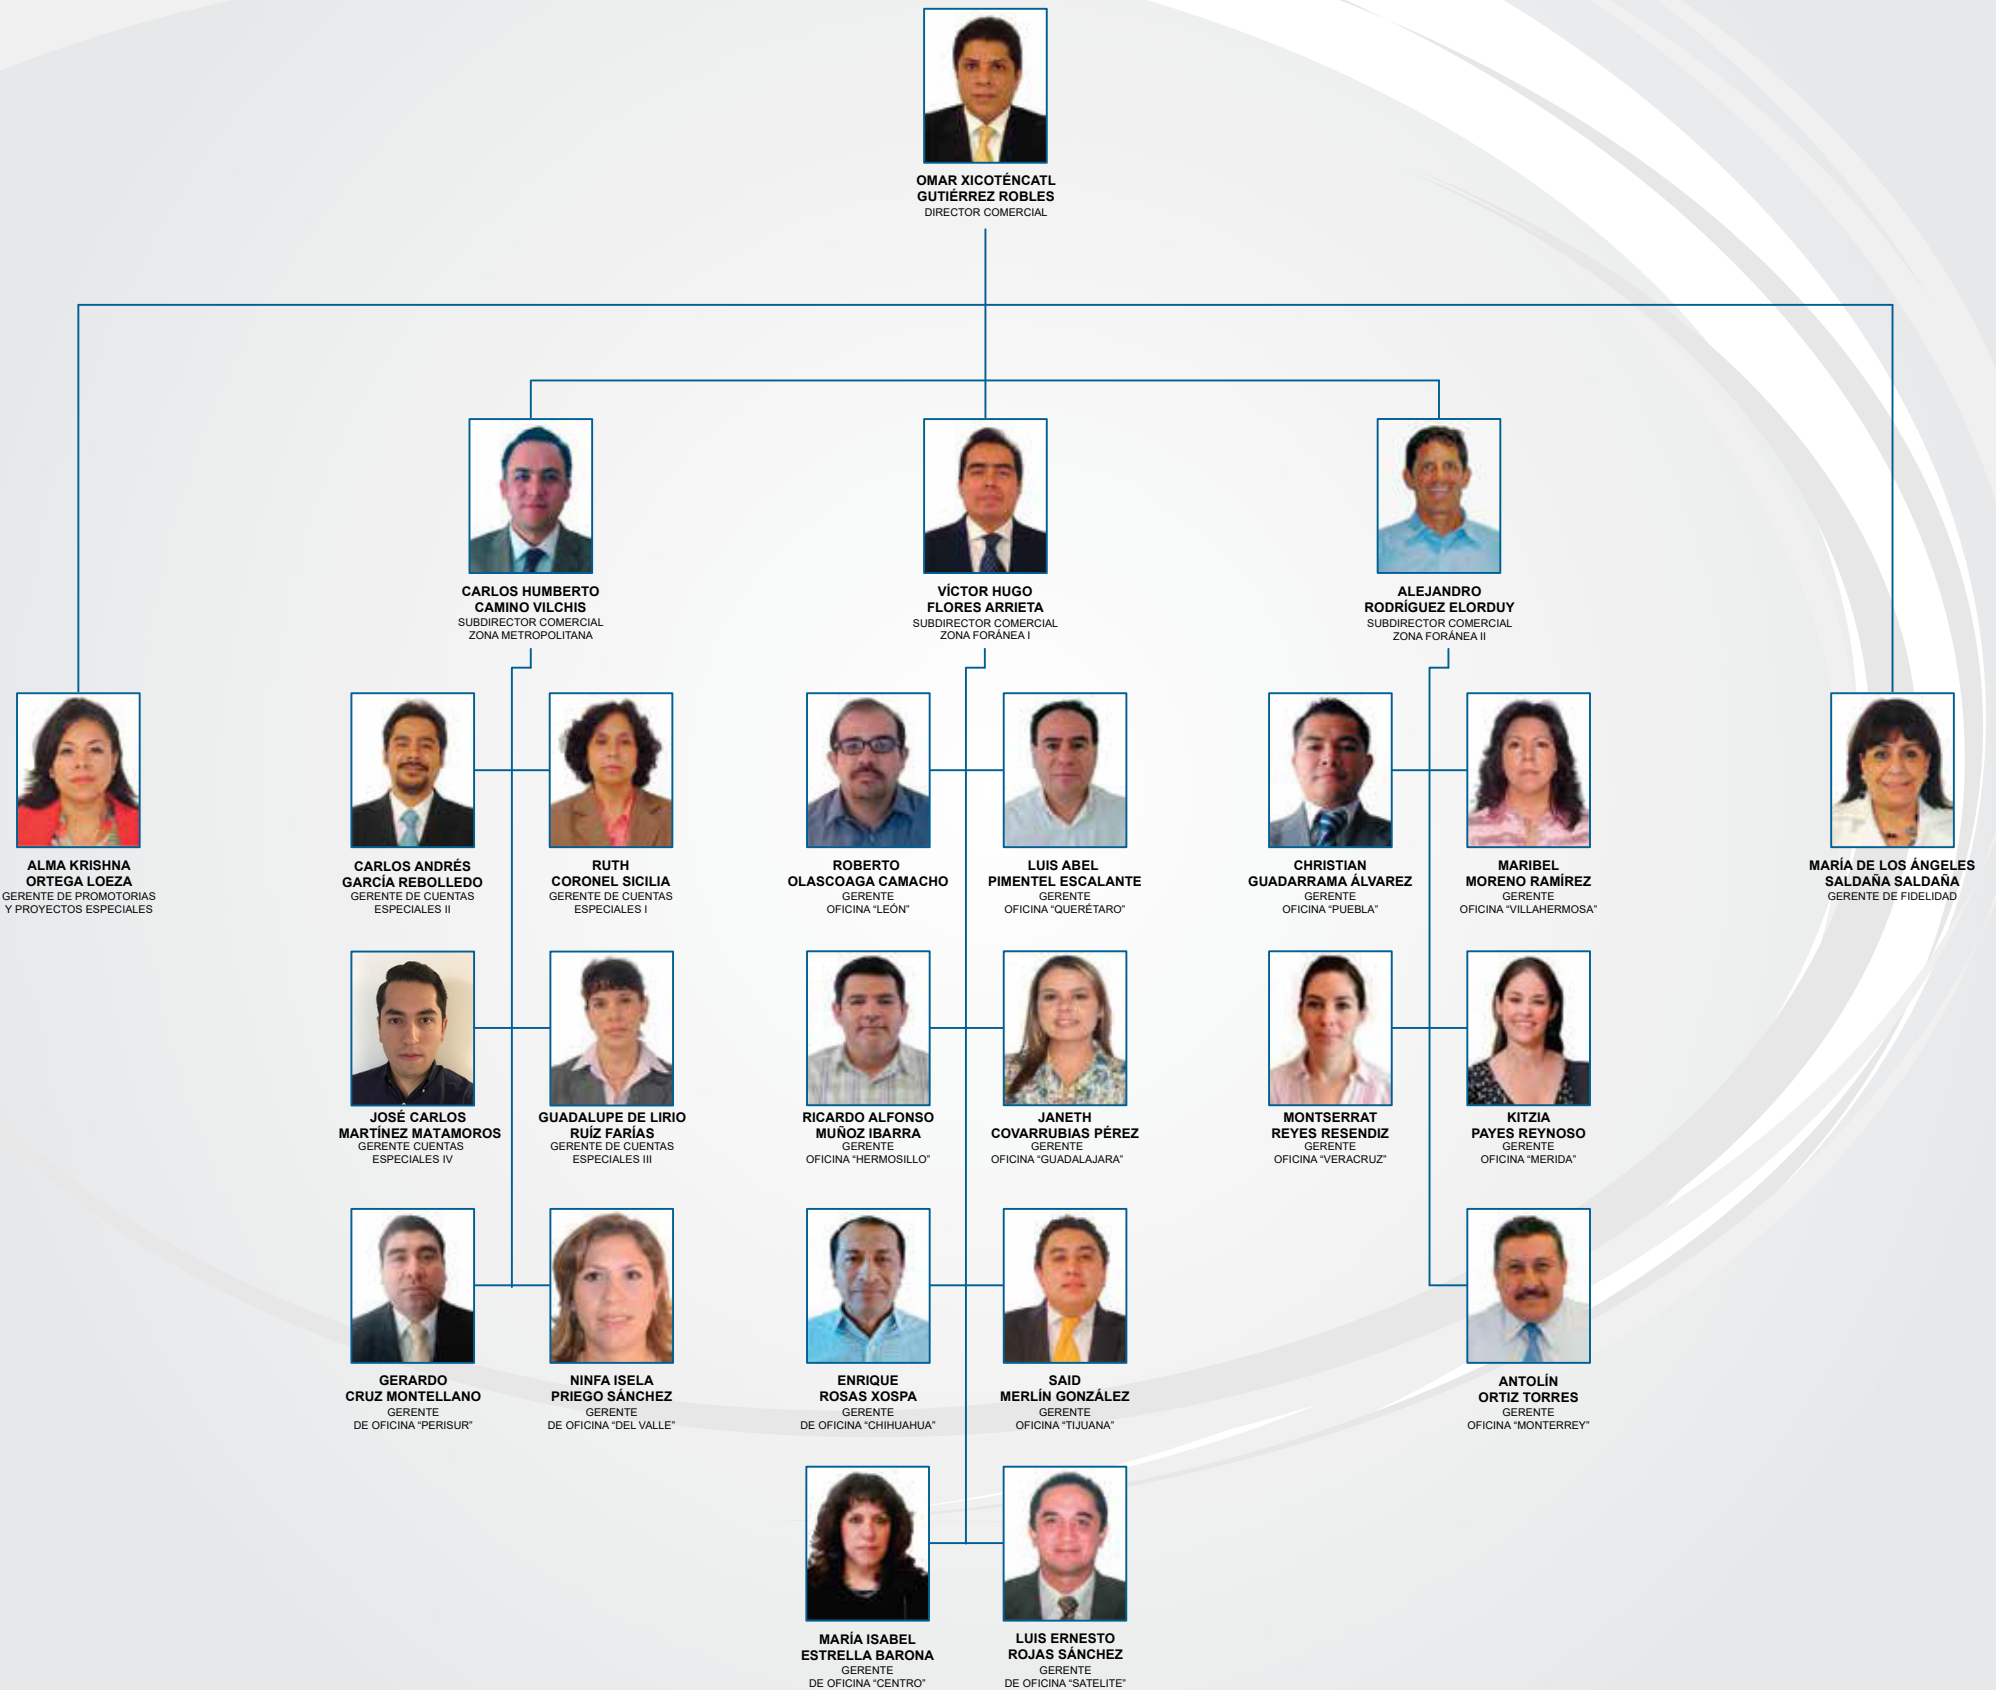 OMAR XICOTÉNCATL
GUTIÉRREZ ROBLES
DIRECTOR COMERCIAL
CARLOS HUMBERTO
CAMINO VILCHIS
SUBDIRECTOR COMERCIAL
ZONA METROPOLITANA
VÍCTOR HUGO
FLORES ARRIETA
SUBDIRECTOR COMERCIAL
ZONA FORÁNEA I
ALEJANDRO
RODRÍGUEZ ELORDUY
SUBDIRECTOR COMERCIAL
ZONA FORÁNEA II
ALMA KRISHNA
ORTEGA LOEZA
GERENTE DE PROMOTORIAS
Y PROYECTOS ESPECIALES
CARLOS ANDRÉS
GARCÍA REBOLLEDO
GERENTE DE CUENTAS
ESPECIALES II
RUTH
CORONEL SICILIA
GERENTE DE CUENTAS
ESPECIALES I
ROBERTO
OLASCOAGA CAMACHO
GERENTE
OFICINA “LEÓN”
LUIS ABEL
PIMENTEL ESCALANTE
GERENTE
OFICINA “QUERÉTARO”
CHRISTIAN
GUADARRAMA ÁLVAREZ
GERENTE
OFICINA “PUEBLA”
MARIBEL
MORENO RAMÍREZ
GERENTE
OFICINA “VILLAHERMOSA”
MARÍA DE LOS ÁNGELES
SALDAÑA SALDAÑA
GERENTE DE FIDELIDAD
JOSÉ CARLOS
MARTÍNEZ MATAMOROS
GERENTE CUENTAS
ESPECIALES IV
GUADALUPE DE LIRIO
RUÍZ FARÍAS
GERENTE DE CUENTAS
ESPECIALES III
RICARDO ALFONSO
MUÑOZ IBARRA
GERENTE
OFICINA “HERMOSILLO”
JANETH
COVARRUBIAS PÉREZ
GERENTE
OFICINA “GUADALAJARA”
MONTSERRAT
REYES RESENDIZ
GERENTE
OFICINA “VERACRUZ”
KITZIA
PAYES REYNOSO
GERENTE
OFICINA “MERIDA”
GERARDO
CRUZ MONTELLANO
GERENTE
DE OFICINA “PERISUR”
NINFA ISELA
PRIEGO SÁNCHEZ
GERENTE
DE OFICINA “DEL VALLE”
ENRIQUE
ROSAS XOSPA
GERENTE
DE OFICINA “CHIHUAHUA”
SAID
MERLÍN GONZÁLEZ
GERENTE
OFICINA “TIJUANA”
ANTOLÍN
ORTIZ TORRES
GERENTE
OFICINA “MONTERREY”
MARÍA ISABEL
ESTRELLA BARONA
GERENTE
DE OFICINA “CENTRO”
LUIS ERNESTO
ROJAS SÁNCHEZ
GERENTE
DE OFICINA “SATELITE”